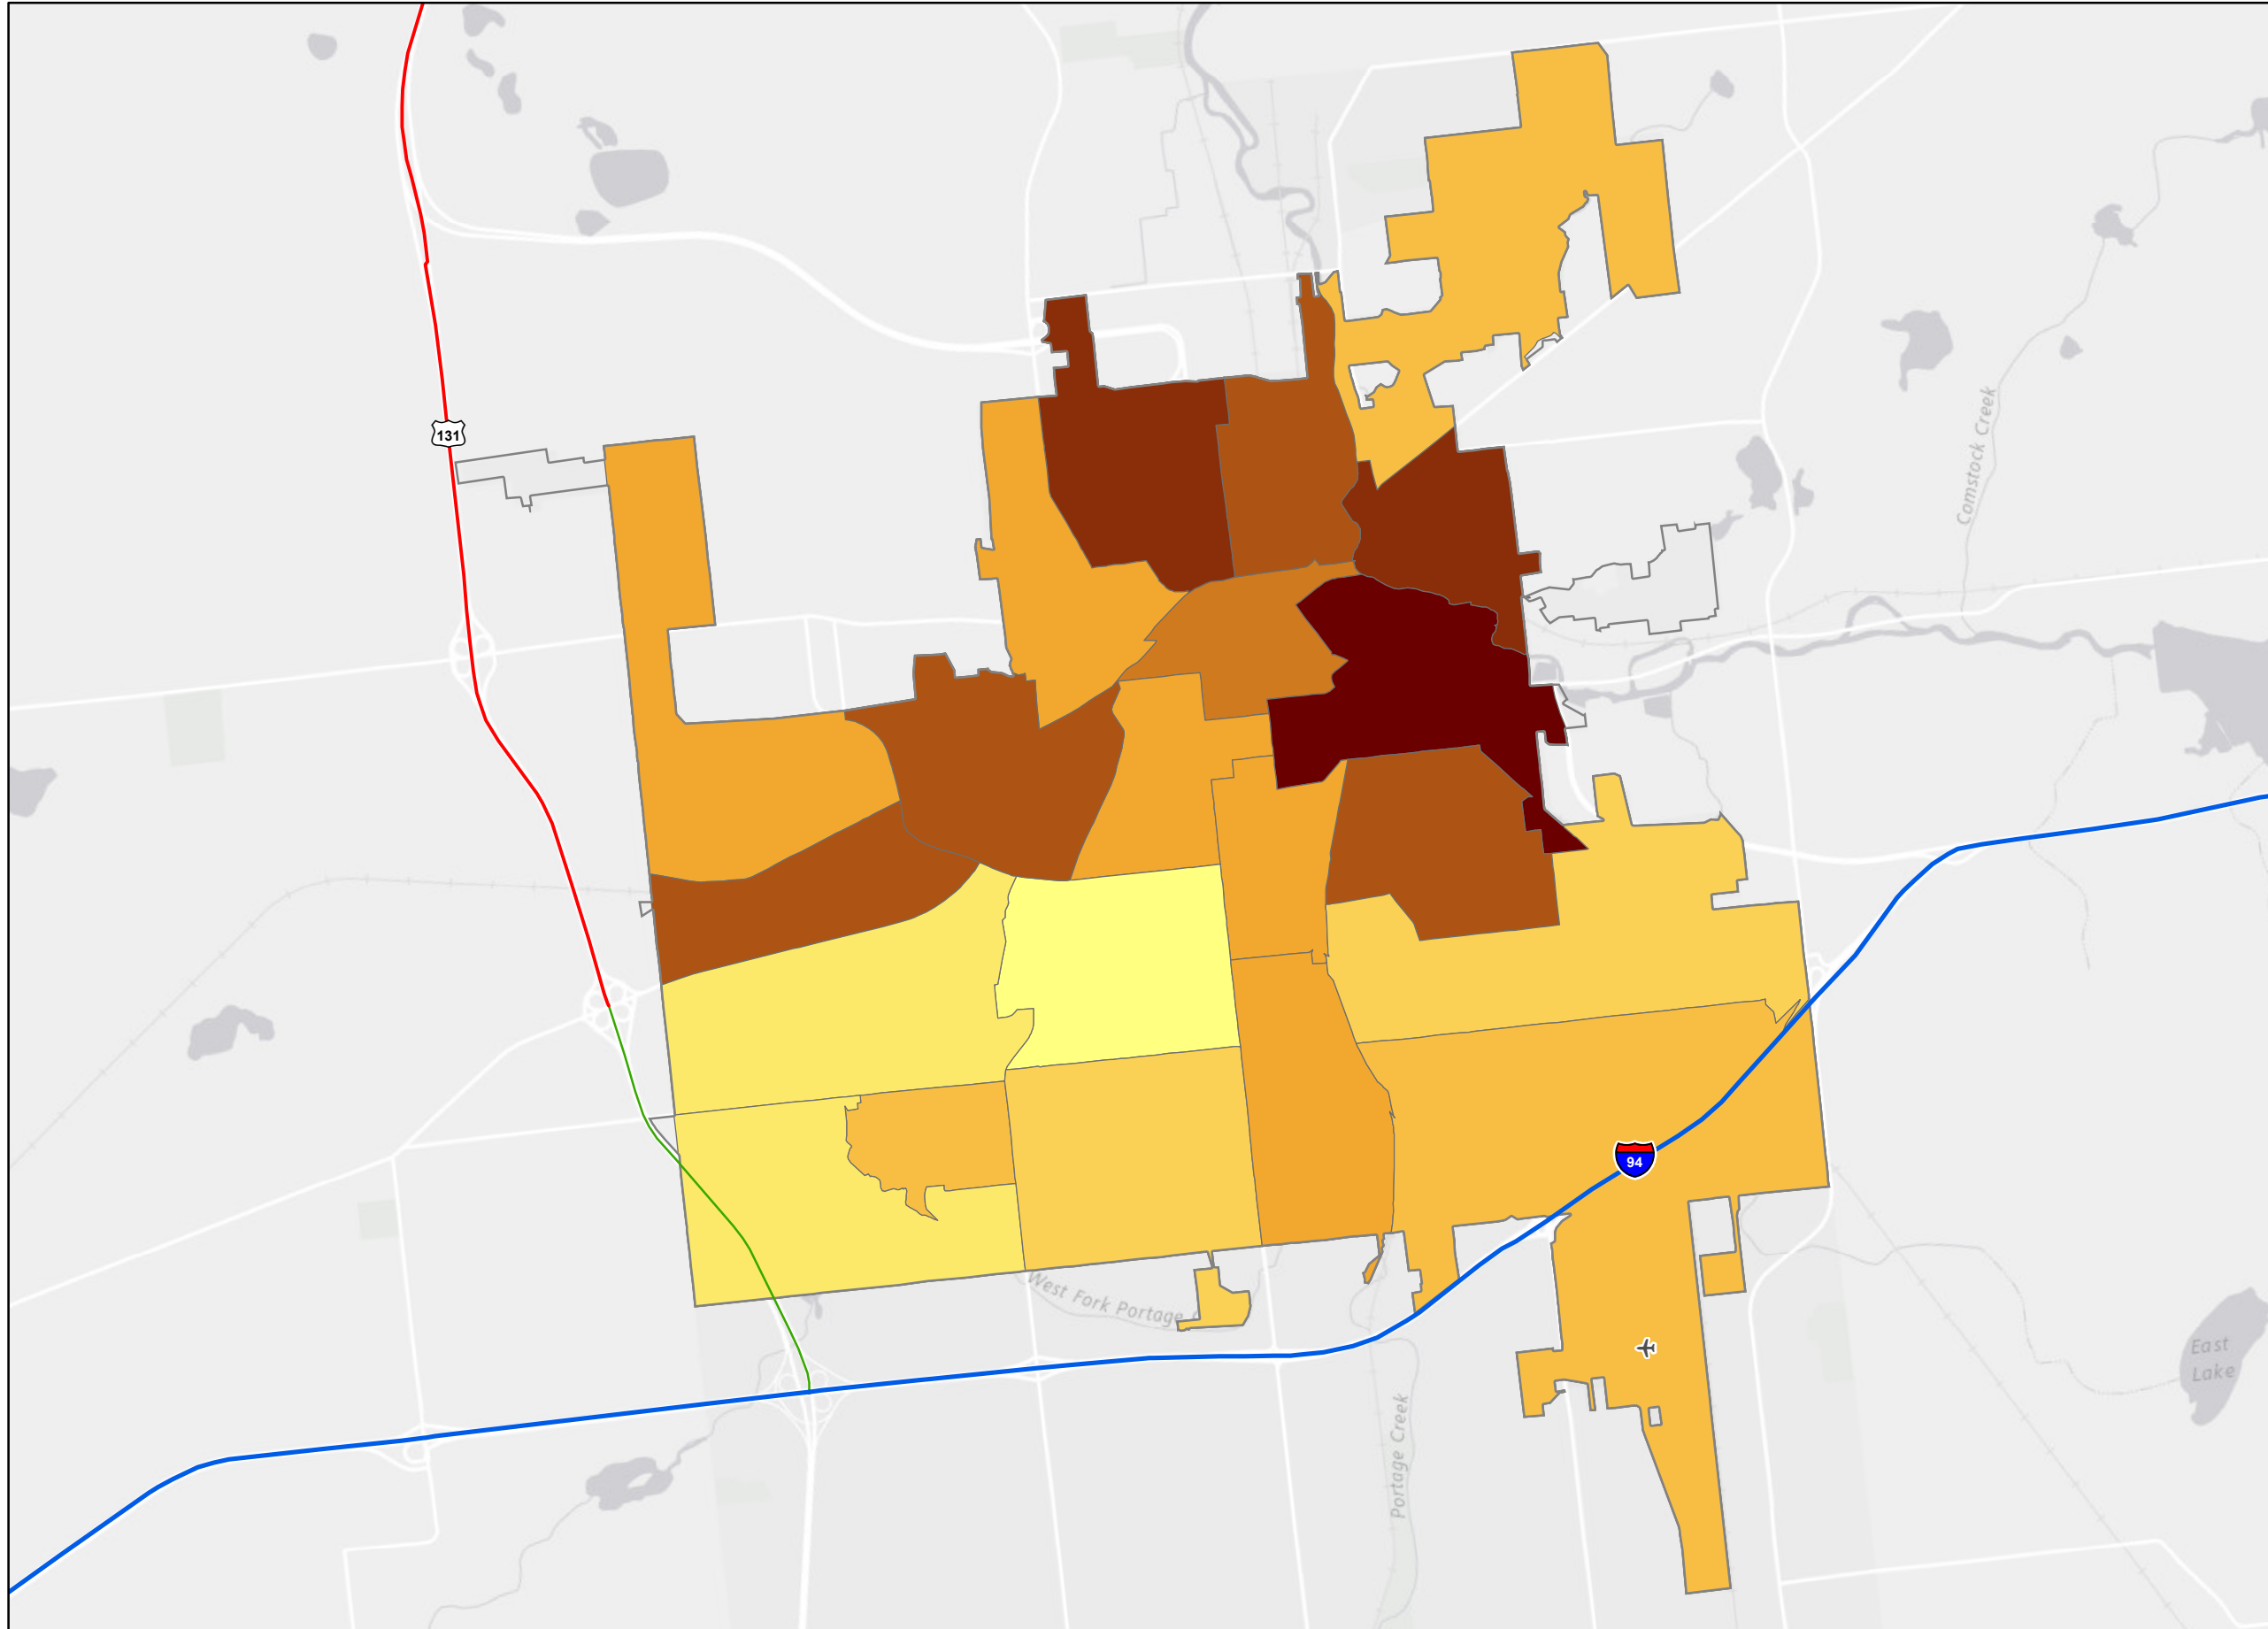 131
Comstock Creek
94
West Fork Portage
East
Lake
Portage Creek